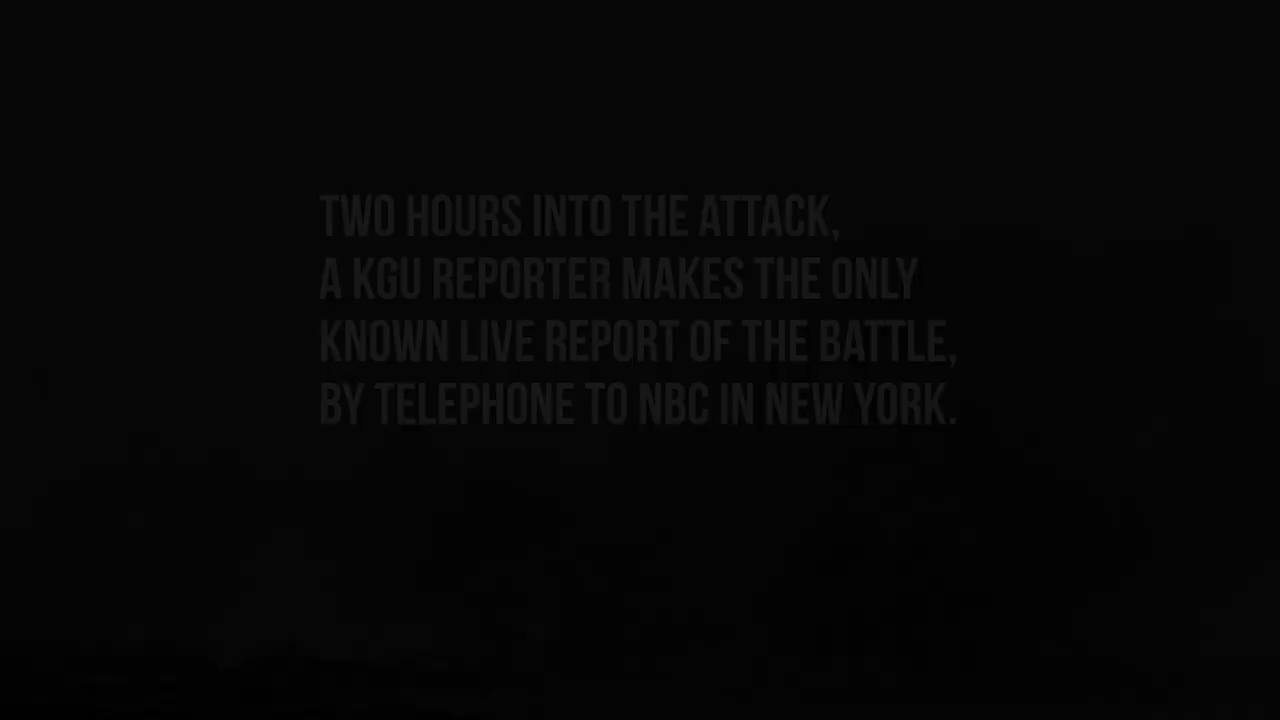 TWO HOURS INTO THE ATTACK,
A KGU REPORTER MAKES THE ONLY
KNOWN LIVE REPORT OF THE BATTLE,
BY TELEPHONE TO NBC IN NEW YORK.